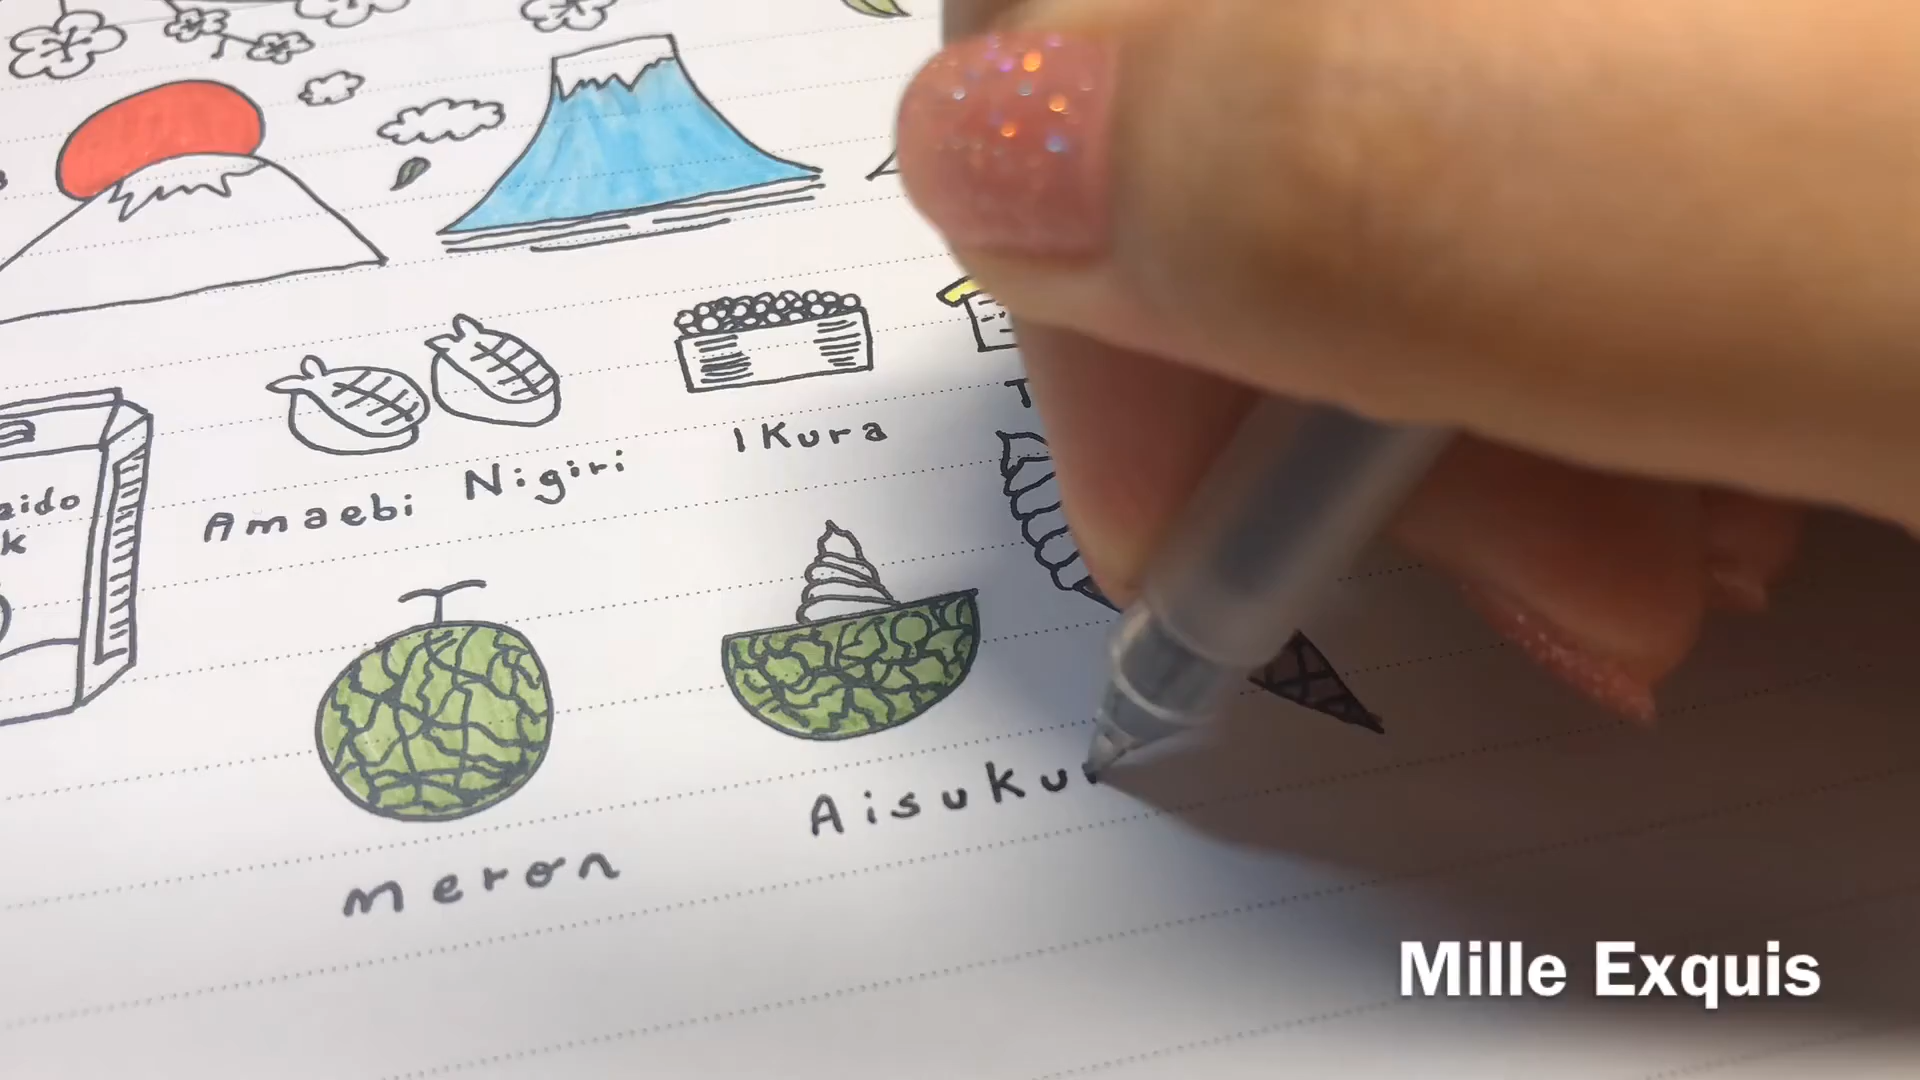 Amaebi Nigiri
IKura
Meron
Aisuku
Mille Exquis